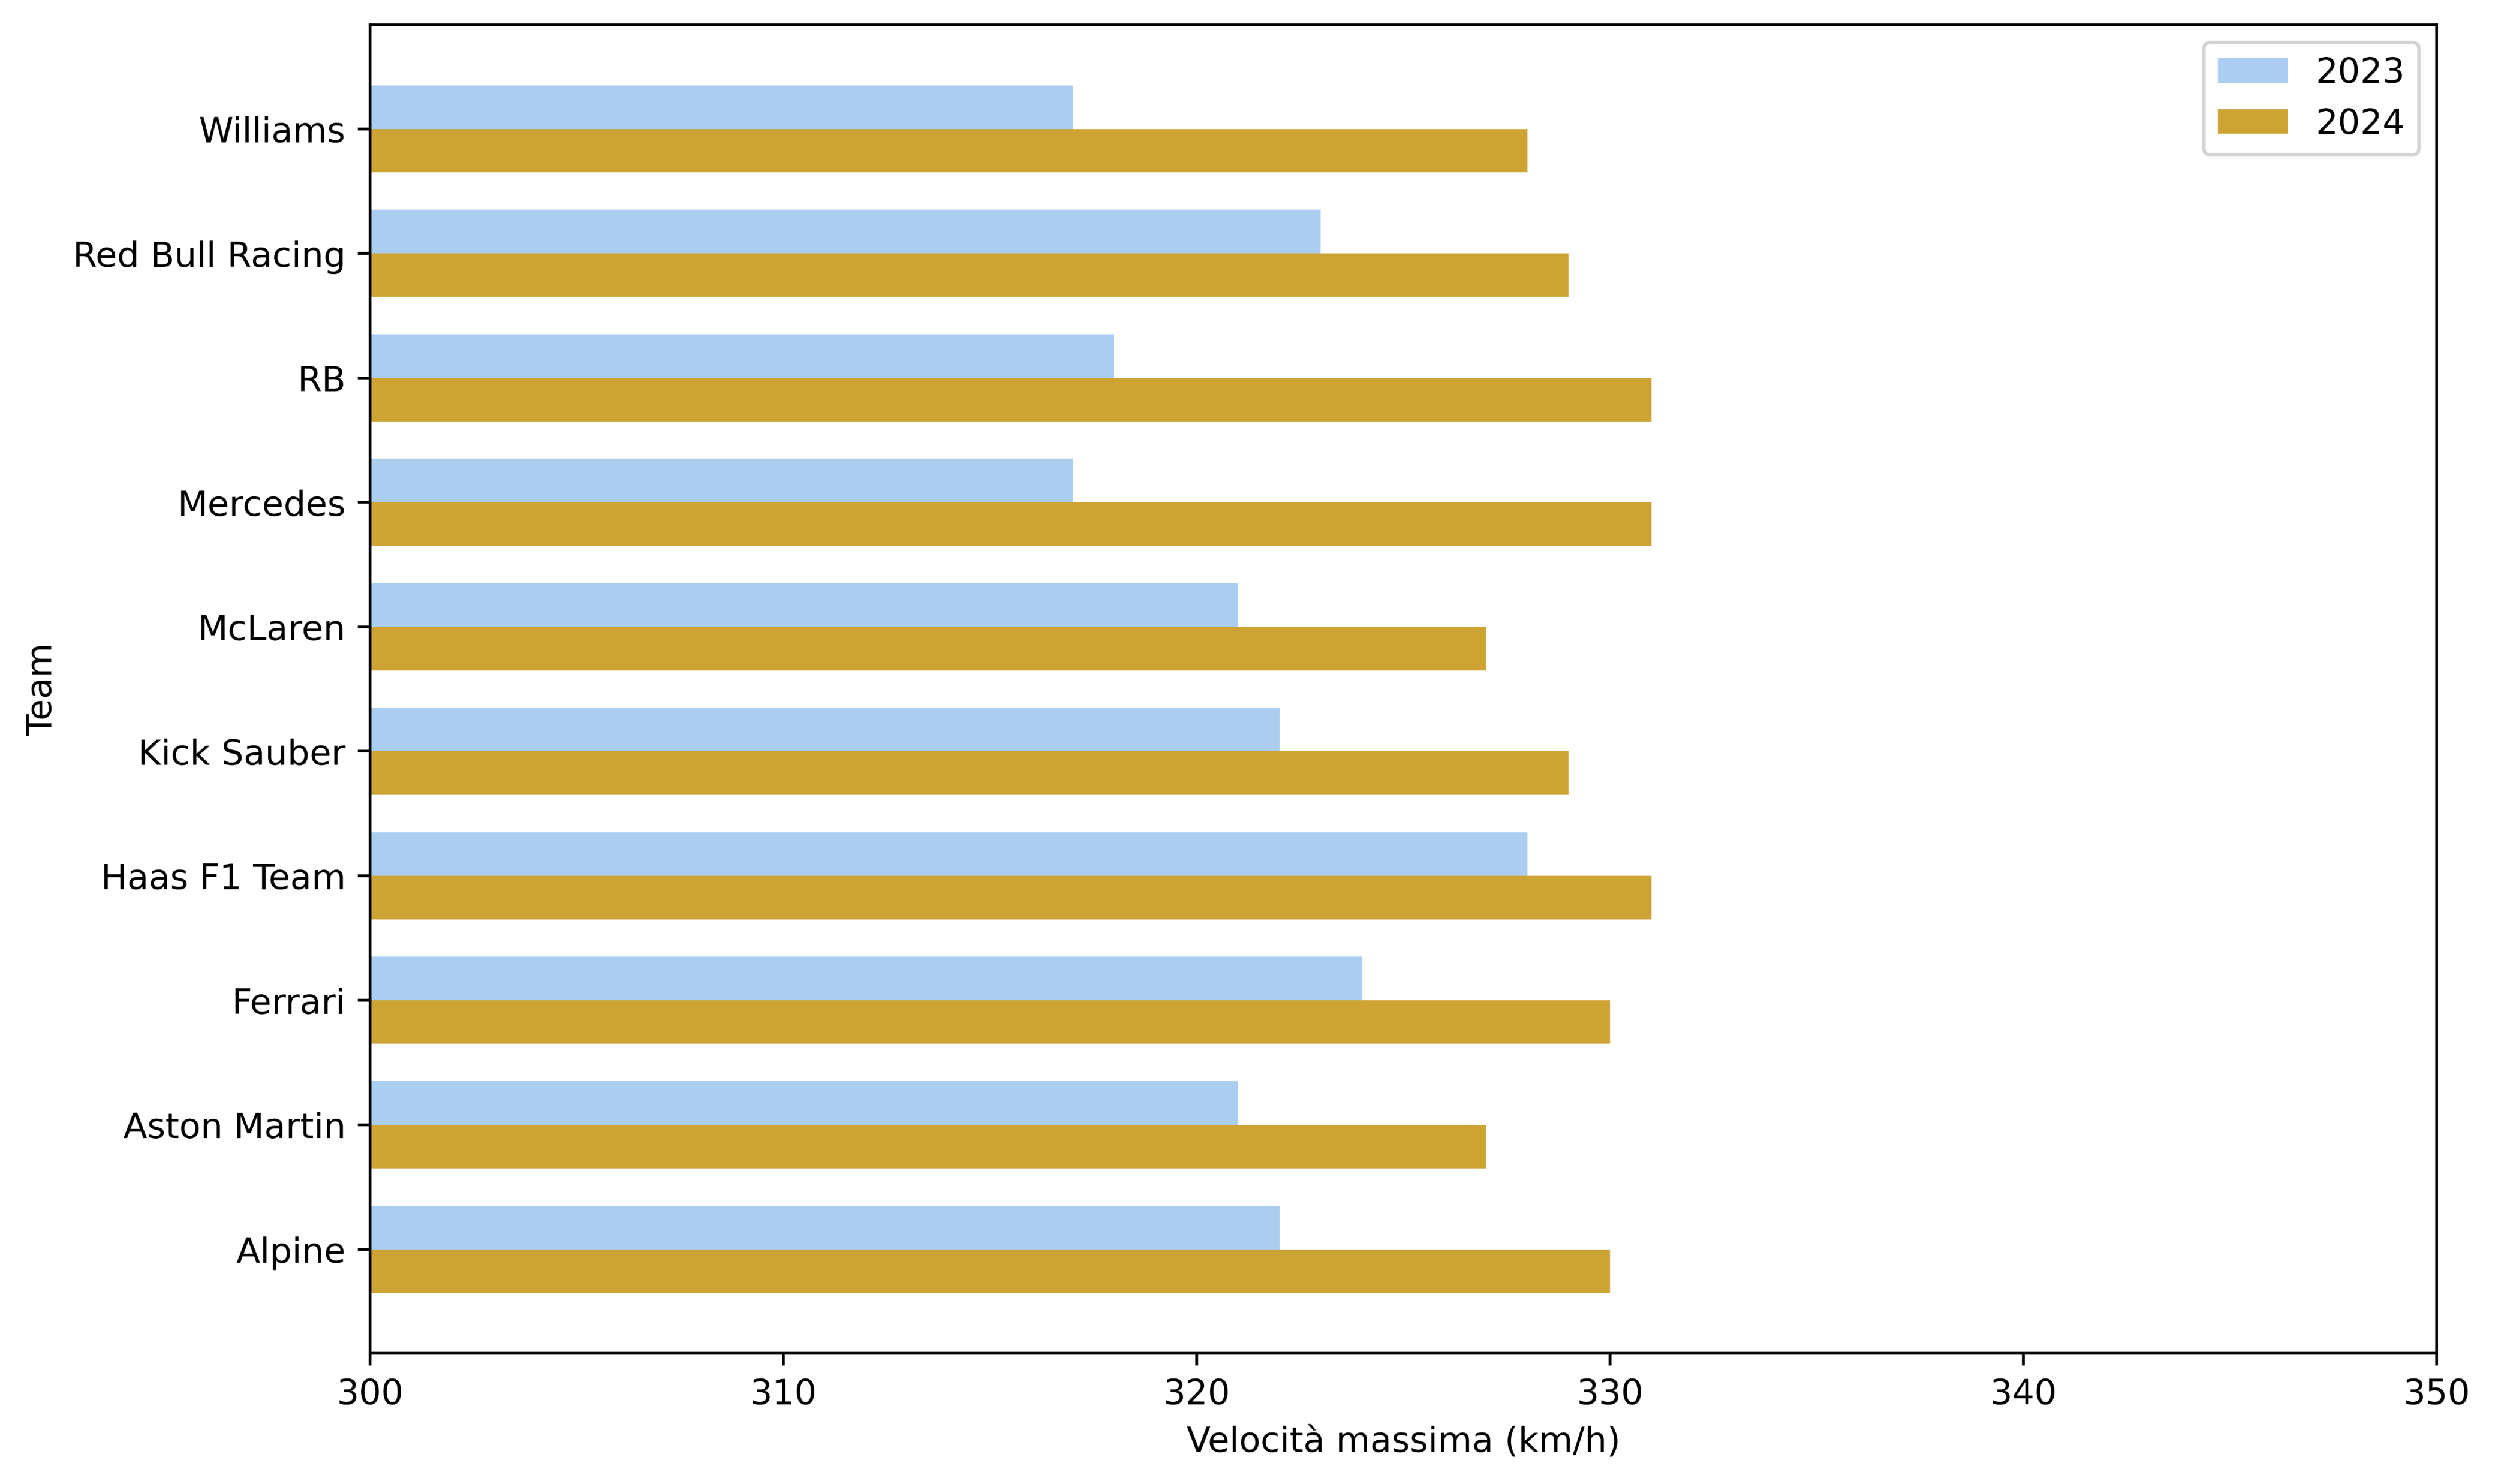 2023
2024
Williams
Red Bull Racing
RB
Mercedes
McLaren
Kick Sauber
Haas F1 Team
Ferrari
Aston Martin
Alpine
Team
300 310 320 330 340 350
Velocità massima (km/h)